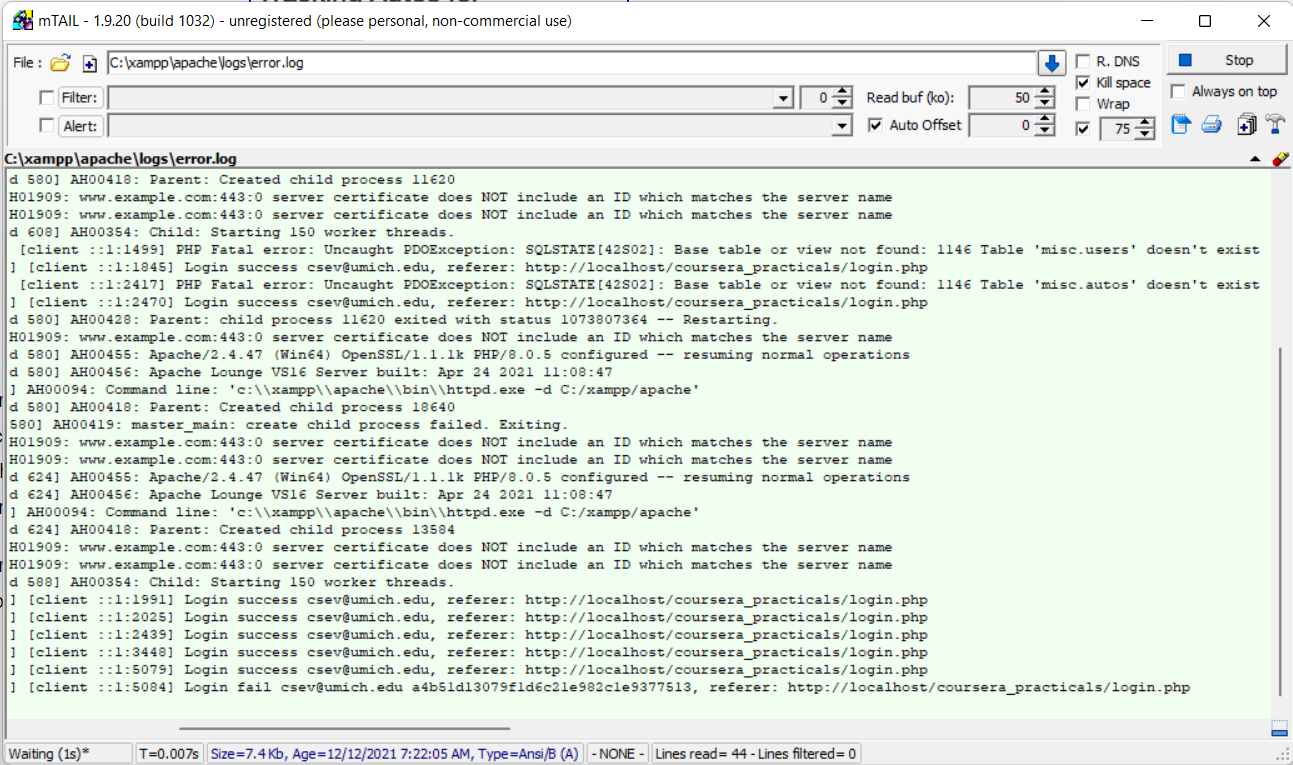 mTAIL - 1.9.20 (build 1032) - unregistered (please personal, non-commercial use)
File : C:\xampp\apache\logs\error.log
R. DNS
Stop
Kill space
Filter: 0 Read buf (ko): 50
Always on top
Wrap
Alert: Auto Offset 0 75
C:\xampp\apache\logs\error.log
d 580] AH00418: Parent: Created child process 11620
H01909: www.example.com:443:0 server certificate does NOT include an ID which matches the server name
H01909: www.example.com:443:0 server certificate does NOT include an ID which matches the server name
d 608] AH00354: Child: Starting 150 worker threads.
[client ::1:1499] PHP Fatal error: Uncaught PDOException: SQLSTATE[42S02]: Base table or view not found: 1146 Table 'misc.users' doesn't exist
] [client ::1:1845] Login success csev@umich.edu, referer: http://localhost/coursera_practicals/login.php
[client ::1:2417] PHP Fatal error: Uncaught PDOException: SQLSTATE[42S02]: Base table or view not found: 1146 Table 'misc.autos' doesn't exist
] [client ::1:2470] Login success csev@umich.edu, referer: http://localhost/coursera_practicals/login.php
d 580] AH00428: Parent: child process 11620 exited with status 1073807364 -- Restarting.
H01909: www.example.com:443:0 server certificate does NOT include an ID which matches the server name
d 580] AH00455: Apache/2.4.47 (Win64) OpenSSL/1.1.1k PHP/8.0.5 configured -- resuming normal operations
d 580] AH00456: Apache Lounge VS16 Server built: Apr 24 2021 11:08:47
] AH00094: Command line: 'c:\\xampp\\apache\\bin\\httpd.exe -d C:/xampp/apache'
d 580] AH00418: Parent: Created child process 18640
580] AH00419: master_main: create child process failed. Exiting.
H01909: www.example.com:443:0 server certificate does NOT include an ID which matches the server name
H01909: www.example.com:443:0 server certificate does NOT include an ID which matches the server name
d 624] AH00455: Apache/2.4.47 (Win64) OpenSSL/1.1.1k PHP/8.0.5 configured -- resuming normal operations
d 624] AH00456: Apache Lounge VS16 Server built: Apr 24 2021 11:08:47
] AH00094: Command line: 'c:\\xampp\\apache\\bin\\httpd.exe -d C:/xampp/apache'
d 624] AH00418: Parent: Created child process 13584
H01909: www.example.com:443:0 server certificate does NOT include an ID which matches the server name
H01909: www.example.com:443:0 server certificate does NOT include an ID which matches the server name
d 588] AH00354: Child: Starting 150 worker threads.
] [client ::1:1991] Login success csev@umich.edu, referer: http://localhost/coursera_practicals/login.php
] [client ::1:2025] Login success csev@umich.edu, referer: http://localhost/coursera_practicals/login.php
] [client ::1:2439] Login success csev@umich.edu, referer: http://localhost/coursera_practicals/login.php
] [client ::1:3448] Login success csev@umich.edu, referer: http://localhost/coursera_practicals/login.php
] [client ::1:5079] Login success csev@umich.edu, referer: http://localhost/coursera_practicals/login.php
] [client ::1:5084] Login fail csev@umich.edu a4b51d13079f1d6c21e982c1e9377513, referer: http://localhost/coursera_practicals/login.php
Waiting (1s)* T=0.007s Size=7.4 Kb, Age=12/12/2021 7:22:05 AM, Type=Ansi/B (A) - NONE - Lines read= 44 - Lines filtered= 0